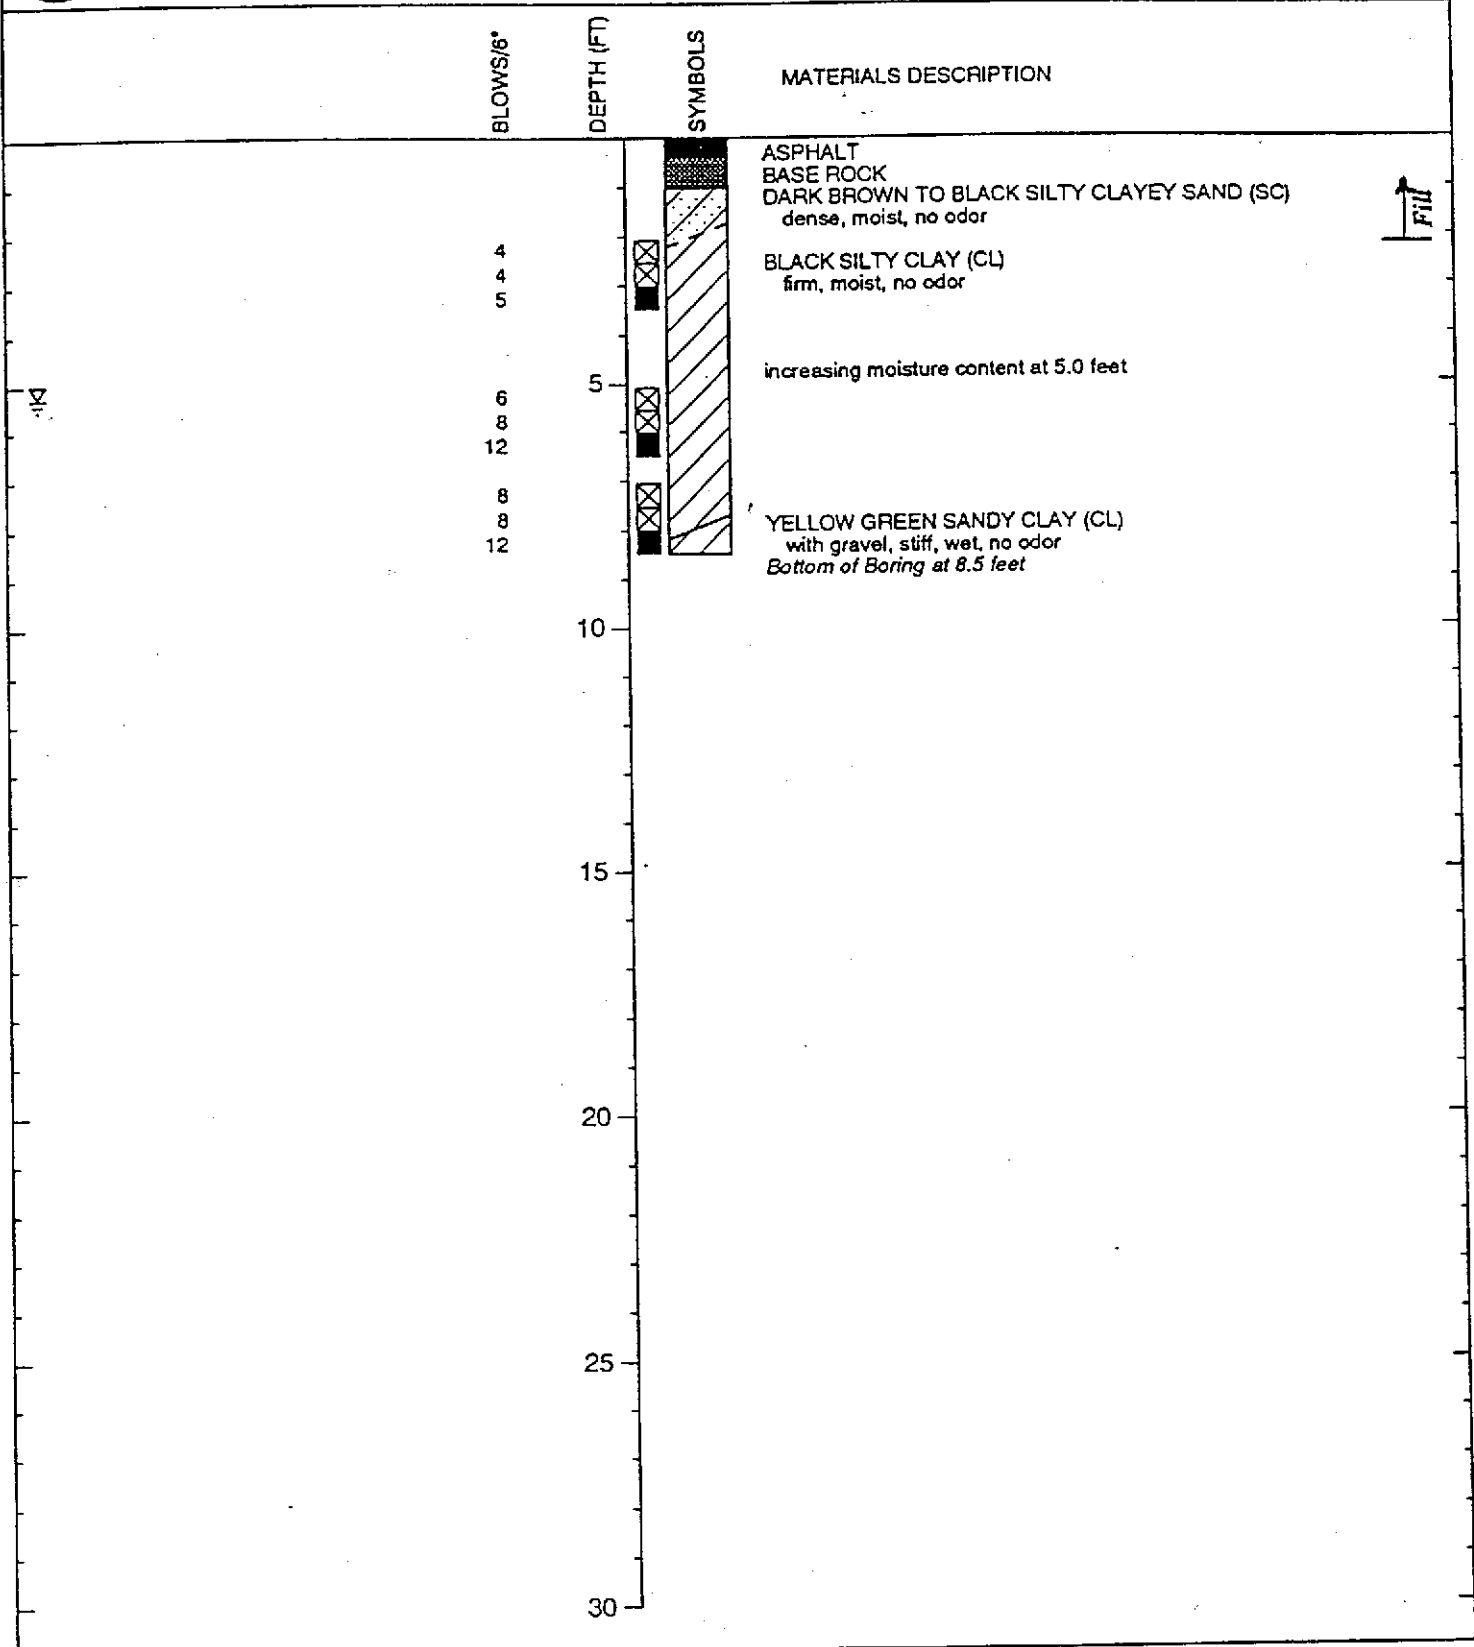 BLOWS/6"
DEPTH (FT)
SYMBOLS
MATERIALS DESCRIPTION
ASPHALT
BASE ROCK
DARK BROWN TO BLACK SILTY CLAYEY SAND (SC)
dense, moist, no odor
Fill
4
BLACK SILTY CLAY (CL)
4
firm, moist, no odor
5
increasing moisture content at 5.0 feet
5
6
8
12
8
8
YELLOW GREEN SANDY CLAY (CL)
12
with gravel, stiff, wet, no odor
Bottom of Boring at 8.5 feet
10
15
20
25
30